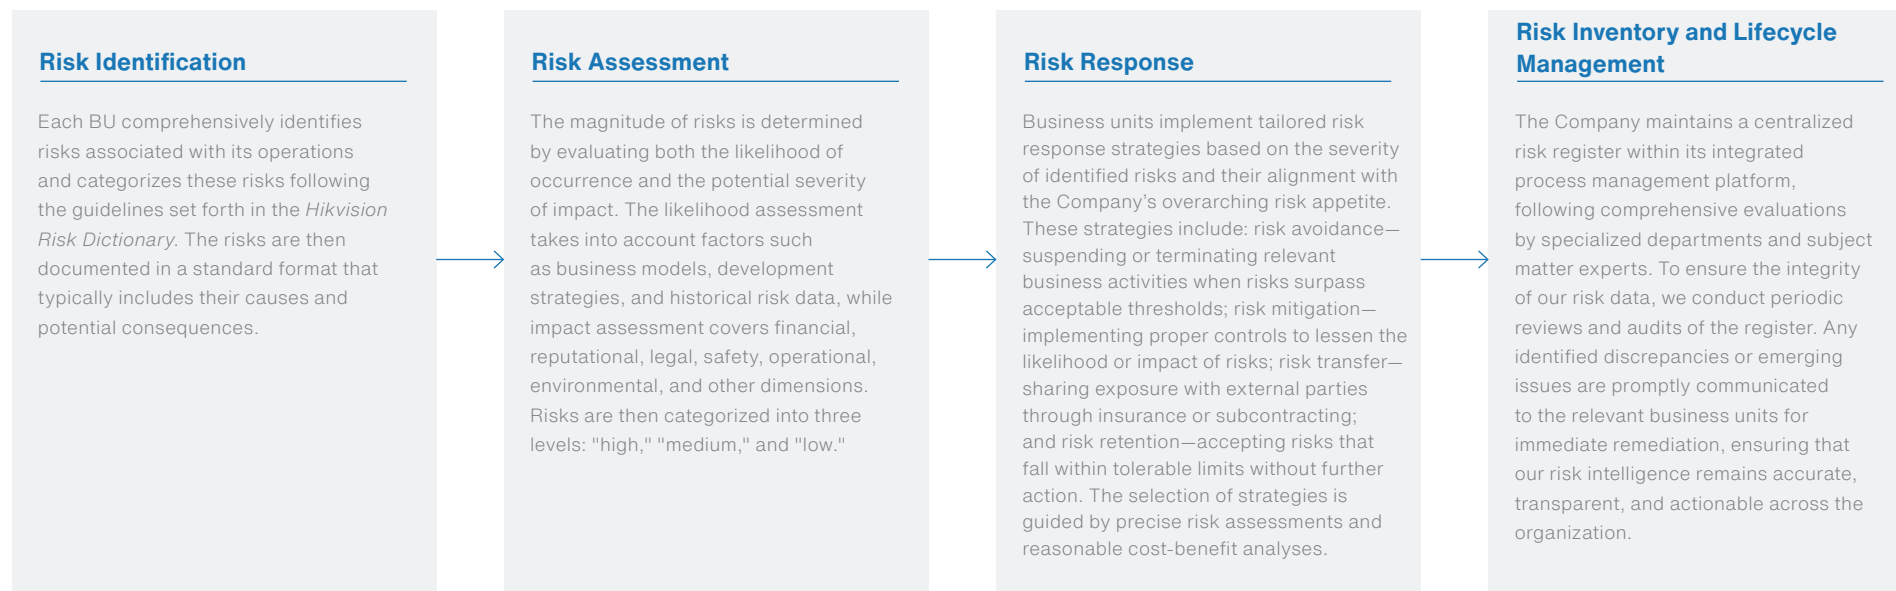 Risk Identification
Each BU comprehensively identifies
risks associated with its operations
and categorizes these risks following
the guidelines set forth in the Hikvision
Risk Dictionary. The risks are then
documented in a standard format that
typically includes their causes and
potential consequences.
Risk Assessment
The magnitude of risks is determined
by evaluating both the likelihood of
occurrence and the potential severity
of impact. The likelihood assessment
takes into account factors such
as business models, development
strategies, and historical risk data, while
impact assessment covers financial,
reputational, legal, safety, operational,
environmental, and other dimensions.
Risks are then categorized into three
levels: "high," "medium," and "low."
Risk Response
Business units implement tailored risk
response strategies based on the severity
of identified risks and their alignment with
the Company’s overarching risk appetite.
These strategies include: risk avoidance—
suspending or terminating relevant
business activities when risks surpass
acceptable thresholds; risk mitigation—
implementing proper controls to lessen the
likelihood or impact of risks; risk transfer—
sharing exposure with external parties
through insurance or subcontracting;
and risk retention—accepting risks that
fall within tolerable limits without further
action. The selection of strategies is
guided by precise risk assessments and
reasonable cost-benefit analyses.
Risk Inventory and Lifecycle
Management
The Company maintains a centralized
risk register within its integrated
process management platform,
following comprehensive evaluations
by specialized departments and subject
matter experts. To ensure the integrity
of our risk data, we conduct periodic
reviews and audits of the register. Any
identified discrepancies or emerging
issues are promptly communicated
to the relevant business units for
immediate remediation, ensuring that
our risk intelligence remains accurate,
transparent, and actionable across the
organization.